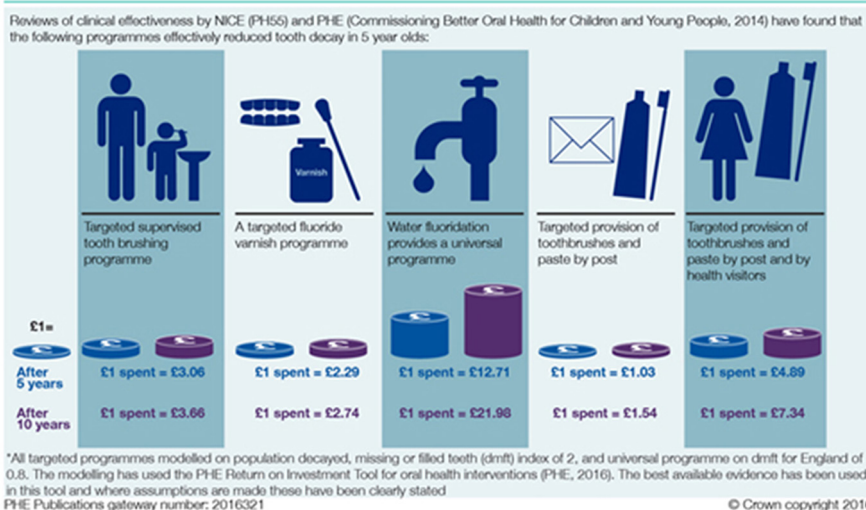 Reviews of clinical effectiveness by NICE (PH55) and PHE (Commissioning Better Oral Health for Children and Young People, 2014) have found that
the following programmes effectively reduced tooth decay in 5 year olds:
Varnish
Targeted supervised
tooth brushing
programme
A targeted fluoride
varnish programme
Water fluoridation
provides a universal
programme
Targeted provision of
toothbrushes and
paste by post
Targeted provision of
toothbrushes and
paste by post and by
health visitors
£1=
£
£
£
£
£
£
£
£
£
£
£
After
5 years
£1 spent = £3.06
£1 spent = £2.29
£1 spent = £12.71
£1 spent = £1.03
£1 spent = £4.89
After
10 years
£1 spent = £3.66
£1 spent = £2.74
£1 spent = £21.98
£1 spent = £1.54
£1 spent = £7.34
*All targeted programmes modelled on population decayed, missing or filled teeth (dmft) index of 2, and universal programme on dmft for England of
0.8. The modelling has used the PHE Return on Investment Tool for oral health interventions (PHE, 2016). The best available evidence has been used
in this tool and where assumptions are made these have been clearly stated
PHE Publications gateway number: 2016321
© Crown copyright 201